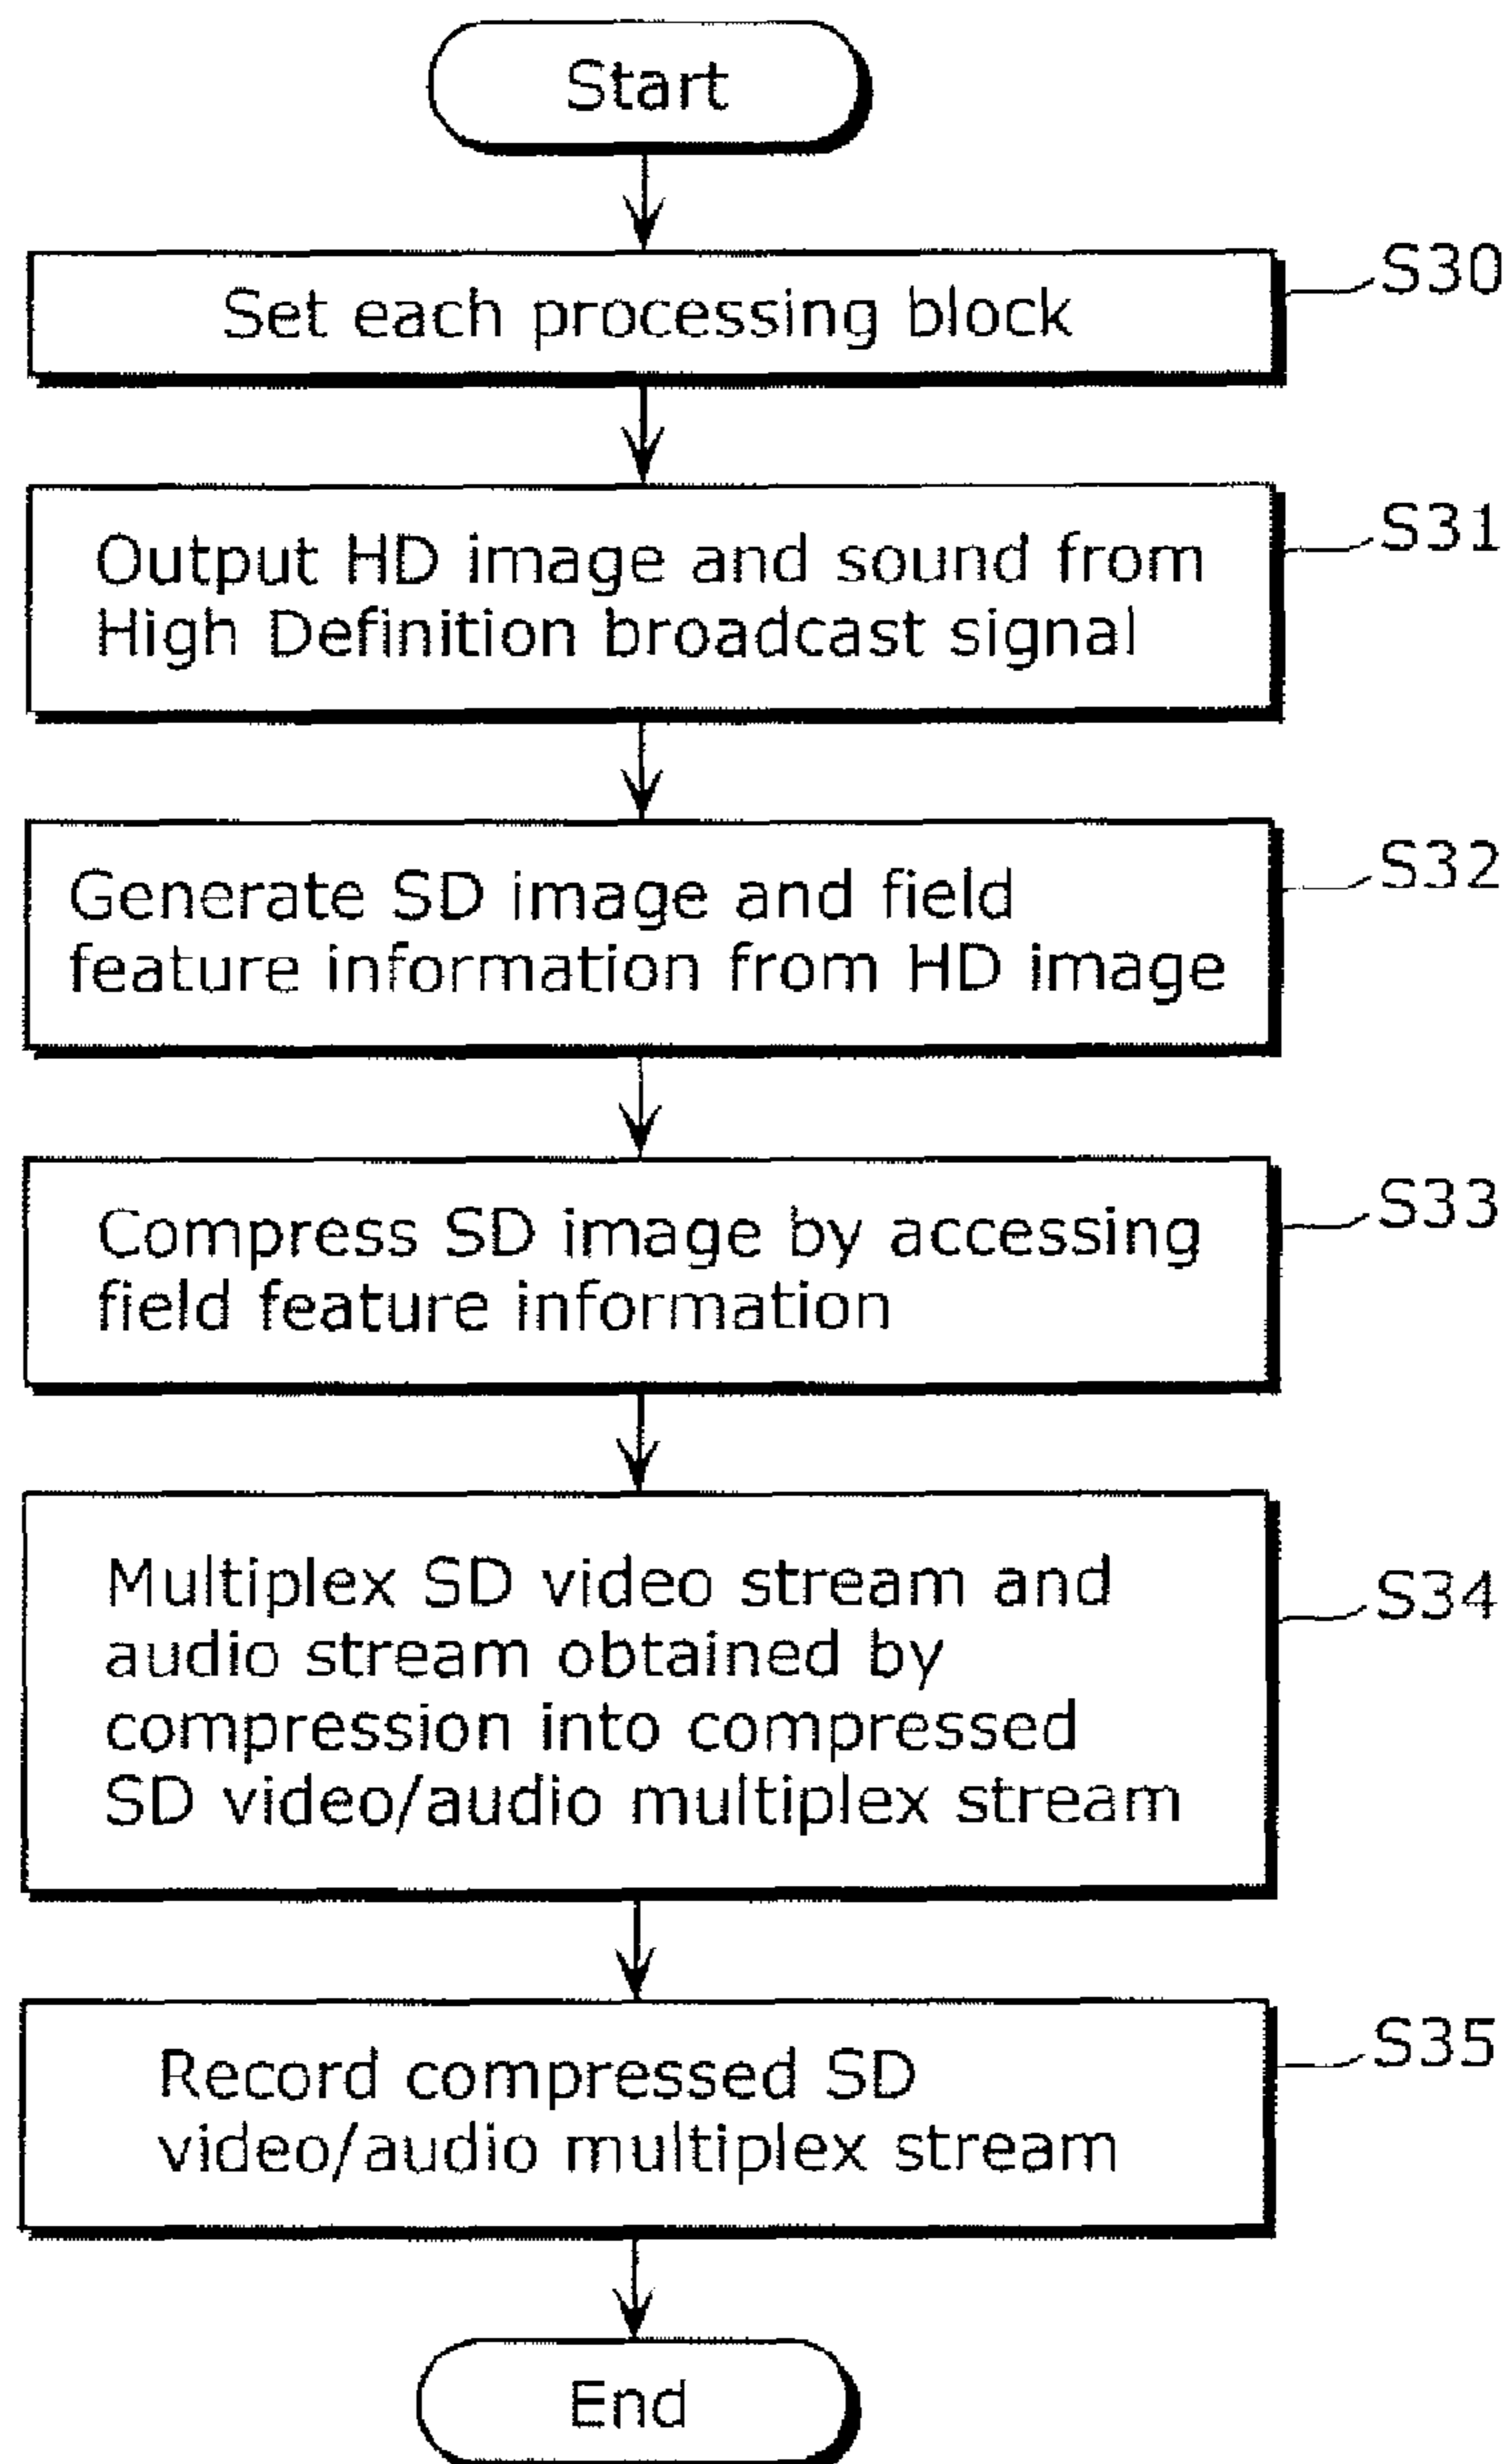 Start
Set each processing block
S30
Output HD image and sound from
High Definition broadcast signal
S31
Generate SD image and field
feature information from HD image
S32
Compress SD image by accessing
field feature information
S33
Multiplex SD video stream and
audio stream obtained by
compression into compressed
SD video/audio multiplex stream
S34
Record compressed SD
video/audio multiplex stream
S35
End